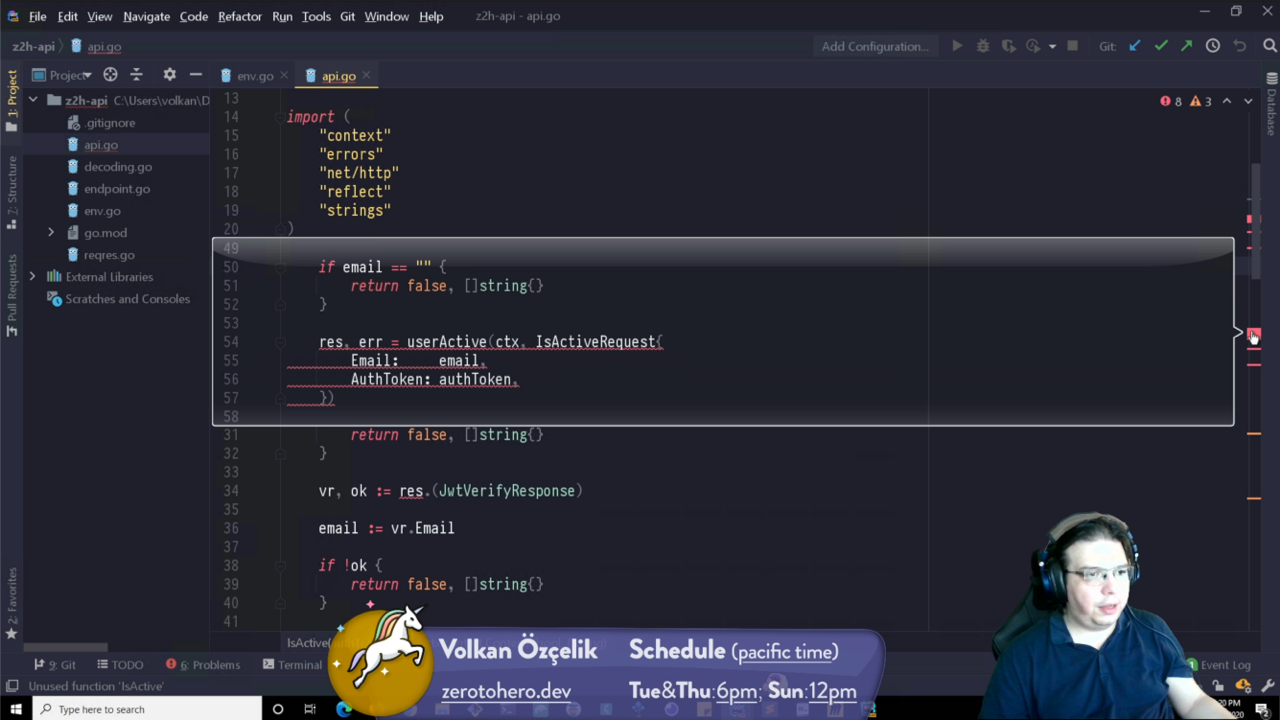 File Edit View Navigate Code Refactor Run Tools Git Window Help z2h-api - api.go
z2h-api api.go Add Configuration... Git:
1: Project
7: Structure
Pull Requests
2: Favorites
Project
z2h-api C:\Users\volkan\D
.gitignore
api.go
decoding.go
endpoint.go
env.go
go.mod
reqres.go
External Libraries
Scratches and Consoles
env.go api.go
8 3
Database
13
14 import (
15 "context"
16 "errors"
17 "net/http"
18 "reflect"
19 "strings"
20 )
49
50 if email == "" {
51 return false, []string{}
52 }
53
54 res, err = userActive(ctx, IsActiveRequest{
55 Email: email,
56 AuthToken: authToken,
57 })
58
31 return false, []string{}
32 }
33
34 vr, ok := res.(JwtVerifyResponse)
35
36 email := vr.Email
37
38 if !ok {
39 return false, []string{}
40 }
41
Volkan Özçelik
zerotohero.dev
Schedule (pacific time)
Tue&Thu:6pm; Sun:12pm
9: Git TODO 6: Problems Terminal Event Log
Unused function 'IsActive'
Type here to search
2